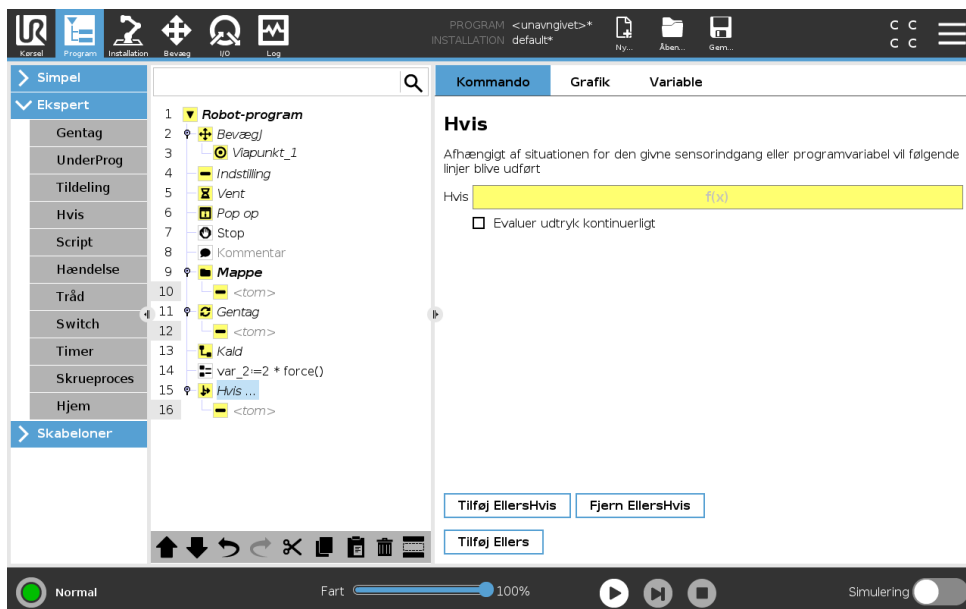 UR
PROGRAM <unavngivet>*
INSTALLATION default*
Kørsel Program Installation Bevæg I/O Log Ny... Åben... Gem...
C C
C C
Simpel
Ekspert
Gentag
UnderProg
Tildeling
Hvis
Script
Hændelse
Tråd
Switch
Timer
Skrueproces
Hjem
Skabeloner
1 Robot-program
2 BevægJ
3 Viapunkt_1
4 Indstilling
5 Vent
6 Pop op
7 Stop
8 Kommentar
9 Mappe
10 <tom>
11 Gentag
12 <tom>
13 Kald
14 var_2:=2 * force()
15 Hvis ...
16 <tom>
Kommando Grafik Variable
Hvis
Afhængigt af situationen for den givne sensorindgang eller programvariabel vil følgende
linjer blive udført
Hvis f(x)
Evaluer udtryk kontinuerligt
Tilføj EllersHvis Fjern EllersHvis
Tilføj Ellers
Normal Fart 100% Simulering